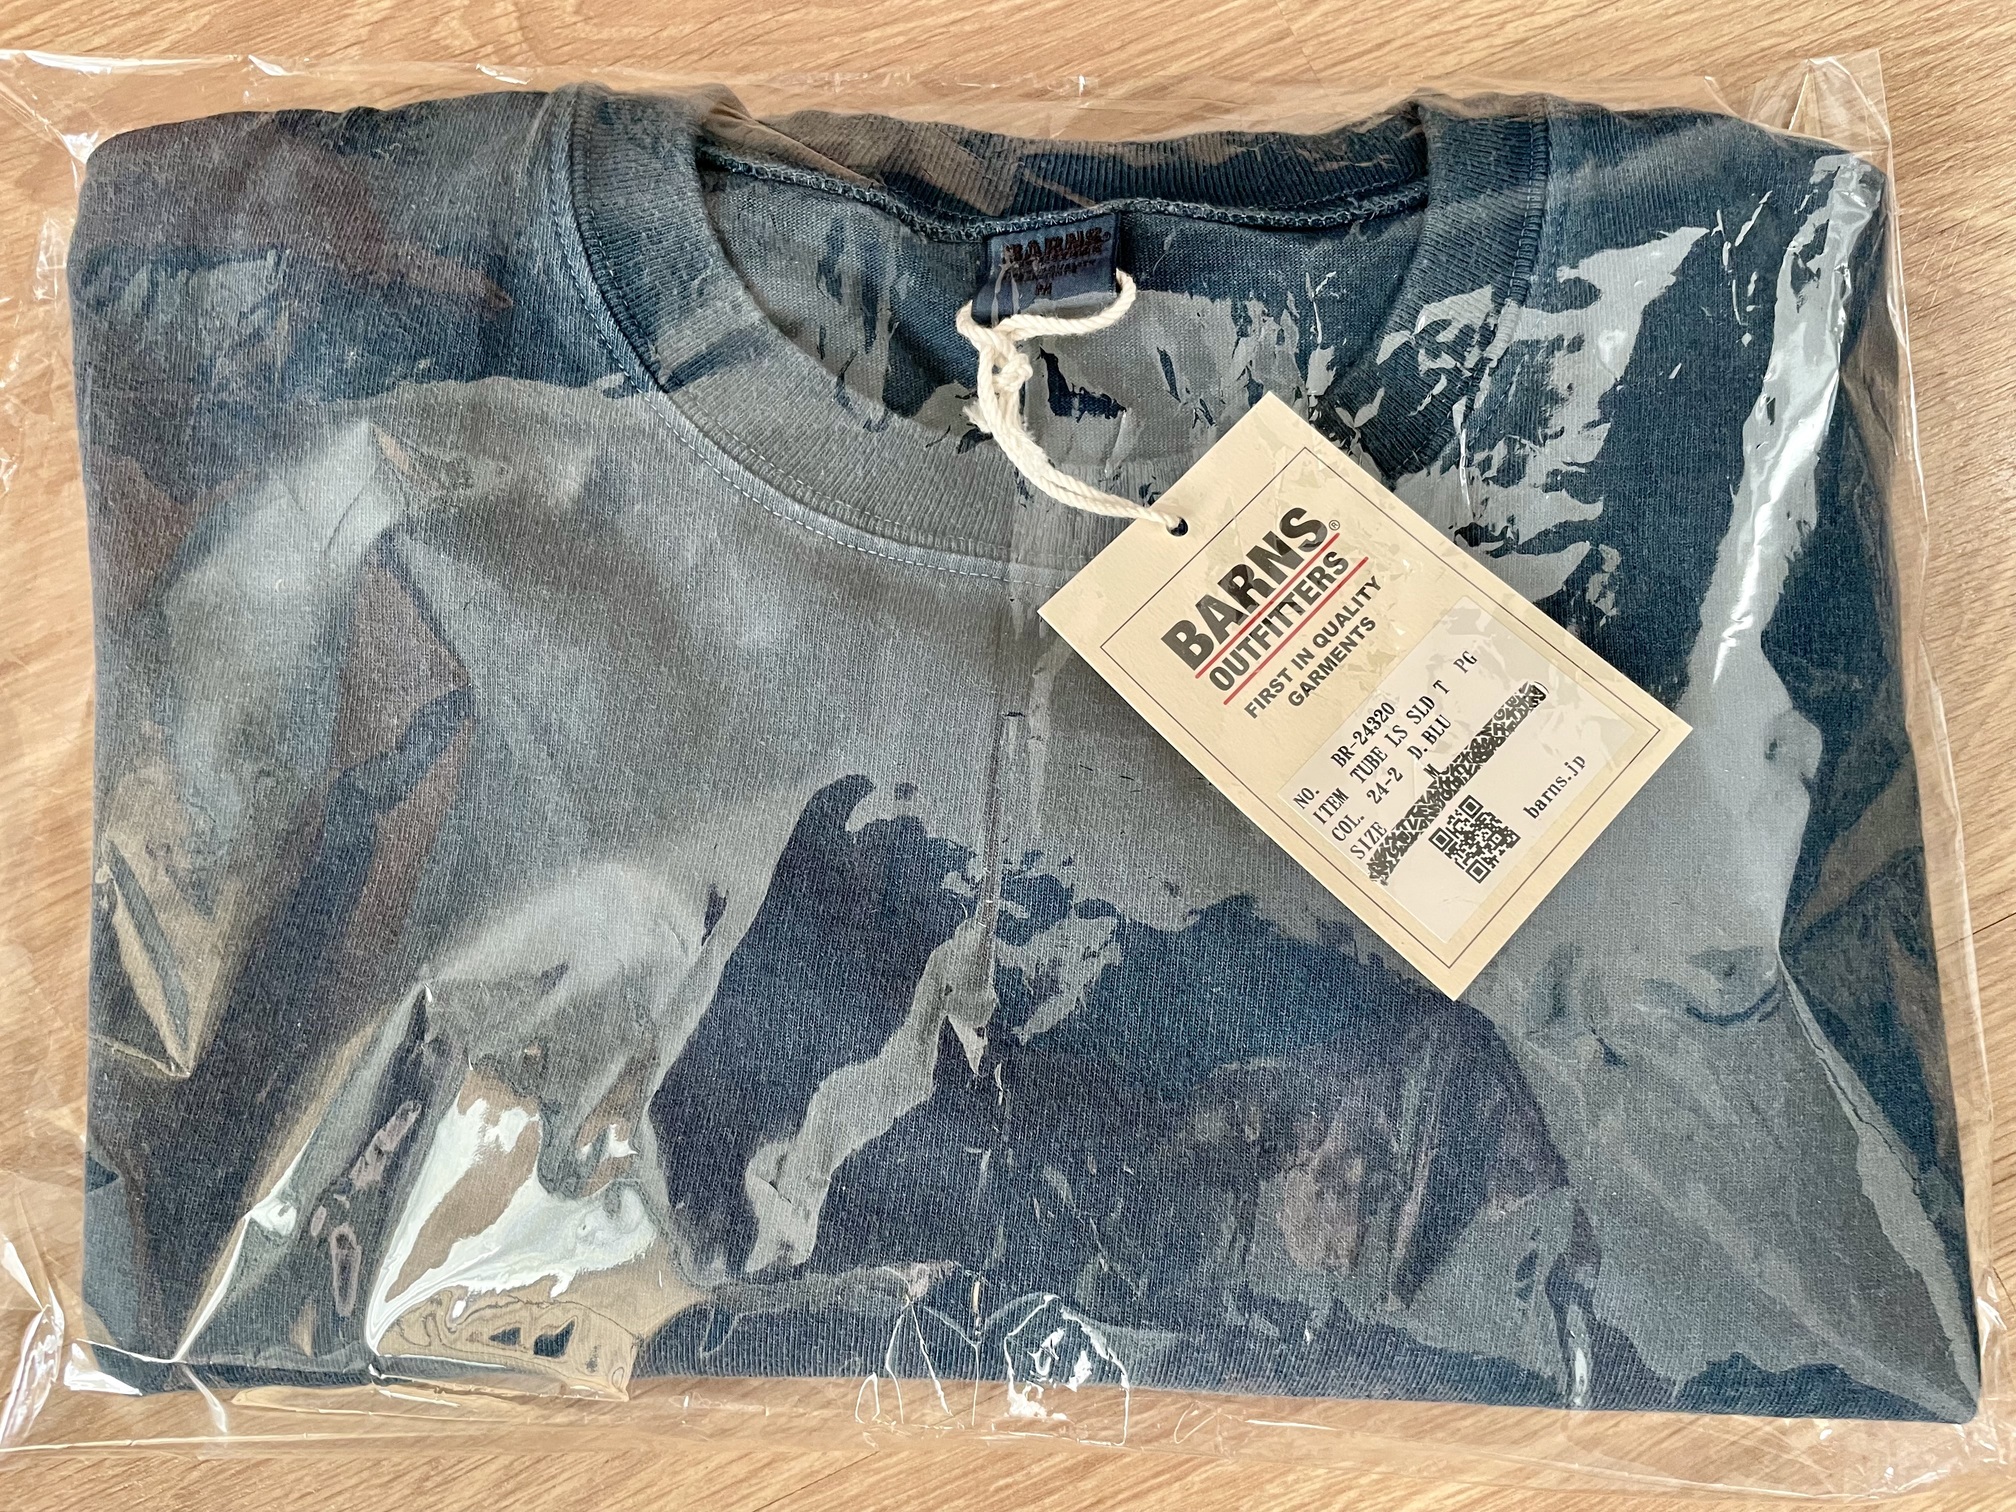 BARNS®
M
BARNS®
OUTFITTERS
FIRST IN QUALITY
GARMENTS
NO. BR-24320
ITEM TUBE LS SLD T PG
COL. 24-2 D.BLU
SIZE M
barns.jp